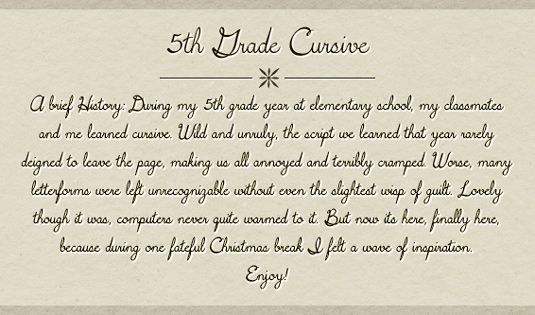 5th Grade Cursive
A brief History: During my 5th grade year at elementary school, my classmates
and me learned cursive. Wild and unruly, the script we learned that year rarely
deigned to leave the page, making us all annoyed and terribly cramped. Worse, many
letterforms were left unrecognizable without even the slightest wisp of guilt. Lovely
though it was, computers never quite warmed to it. But now its here, finally here,
because during one fateful Christmas break I felt a wave of inspiration.
Enjoy!